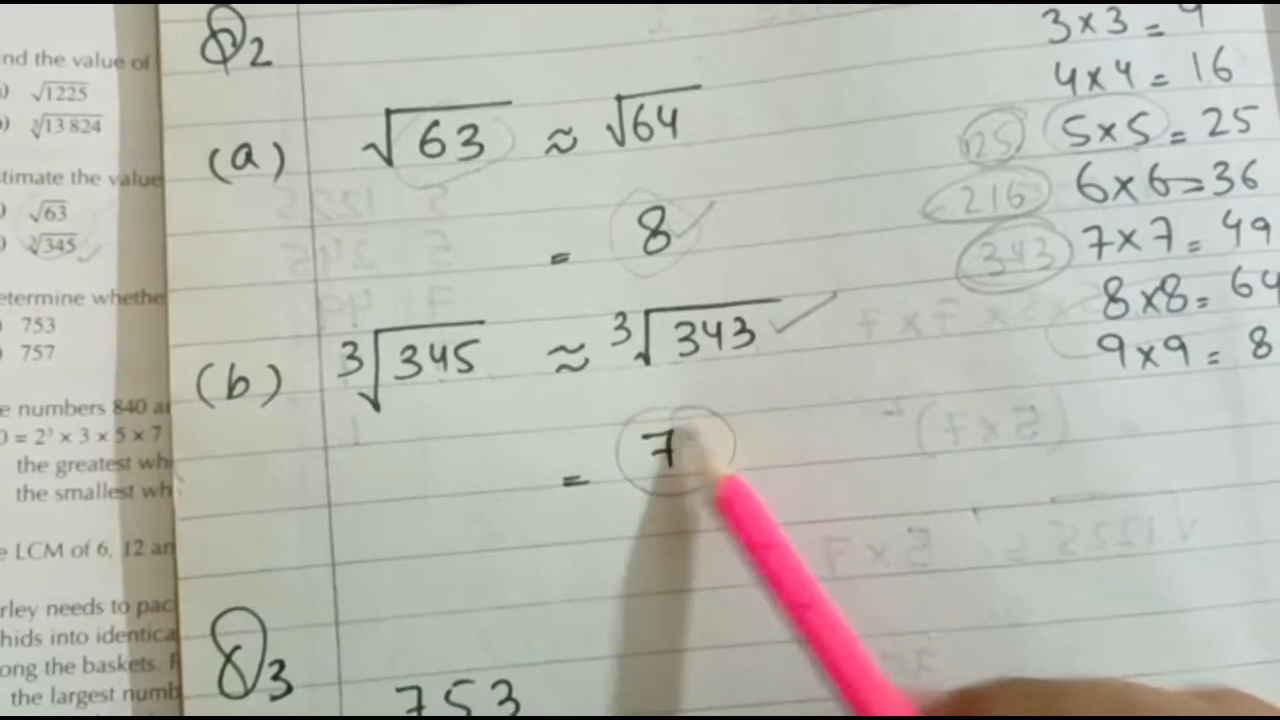 nd the value of
√1225
∛13 824
timate the value
√63
∛345
etermine whethe
753
757
e numbers 840 a
0 = 2³ × 3 × 5 × 7
the greatest wh
the smallest wh
e LCM of 6, 12 an
rley needs to pac
hids into identica
ong the baskets. F
the largest numb
Q2
(a) √63 ≈ √64
= 8
(b) ∛345 ≈ ∛343
= 7
Q3
753
3×3 =
4×4 = 16
5×5 = 25
216 6×6=36
343 7×7 = 49
8×8 = 64
9×9 = 8